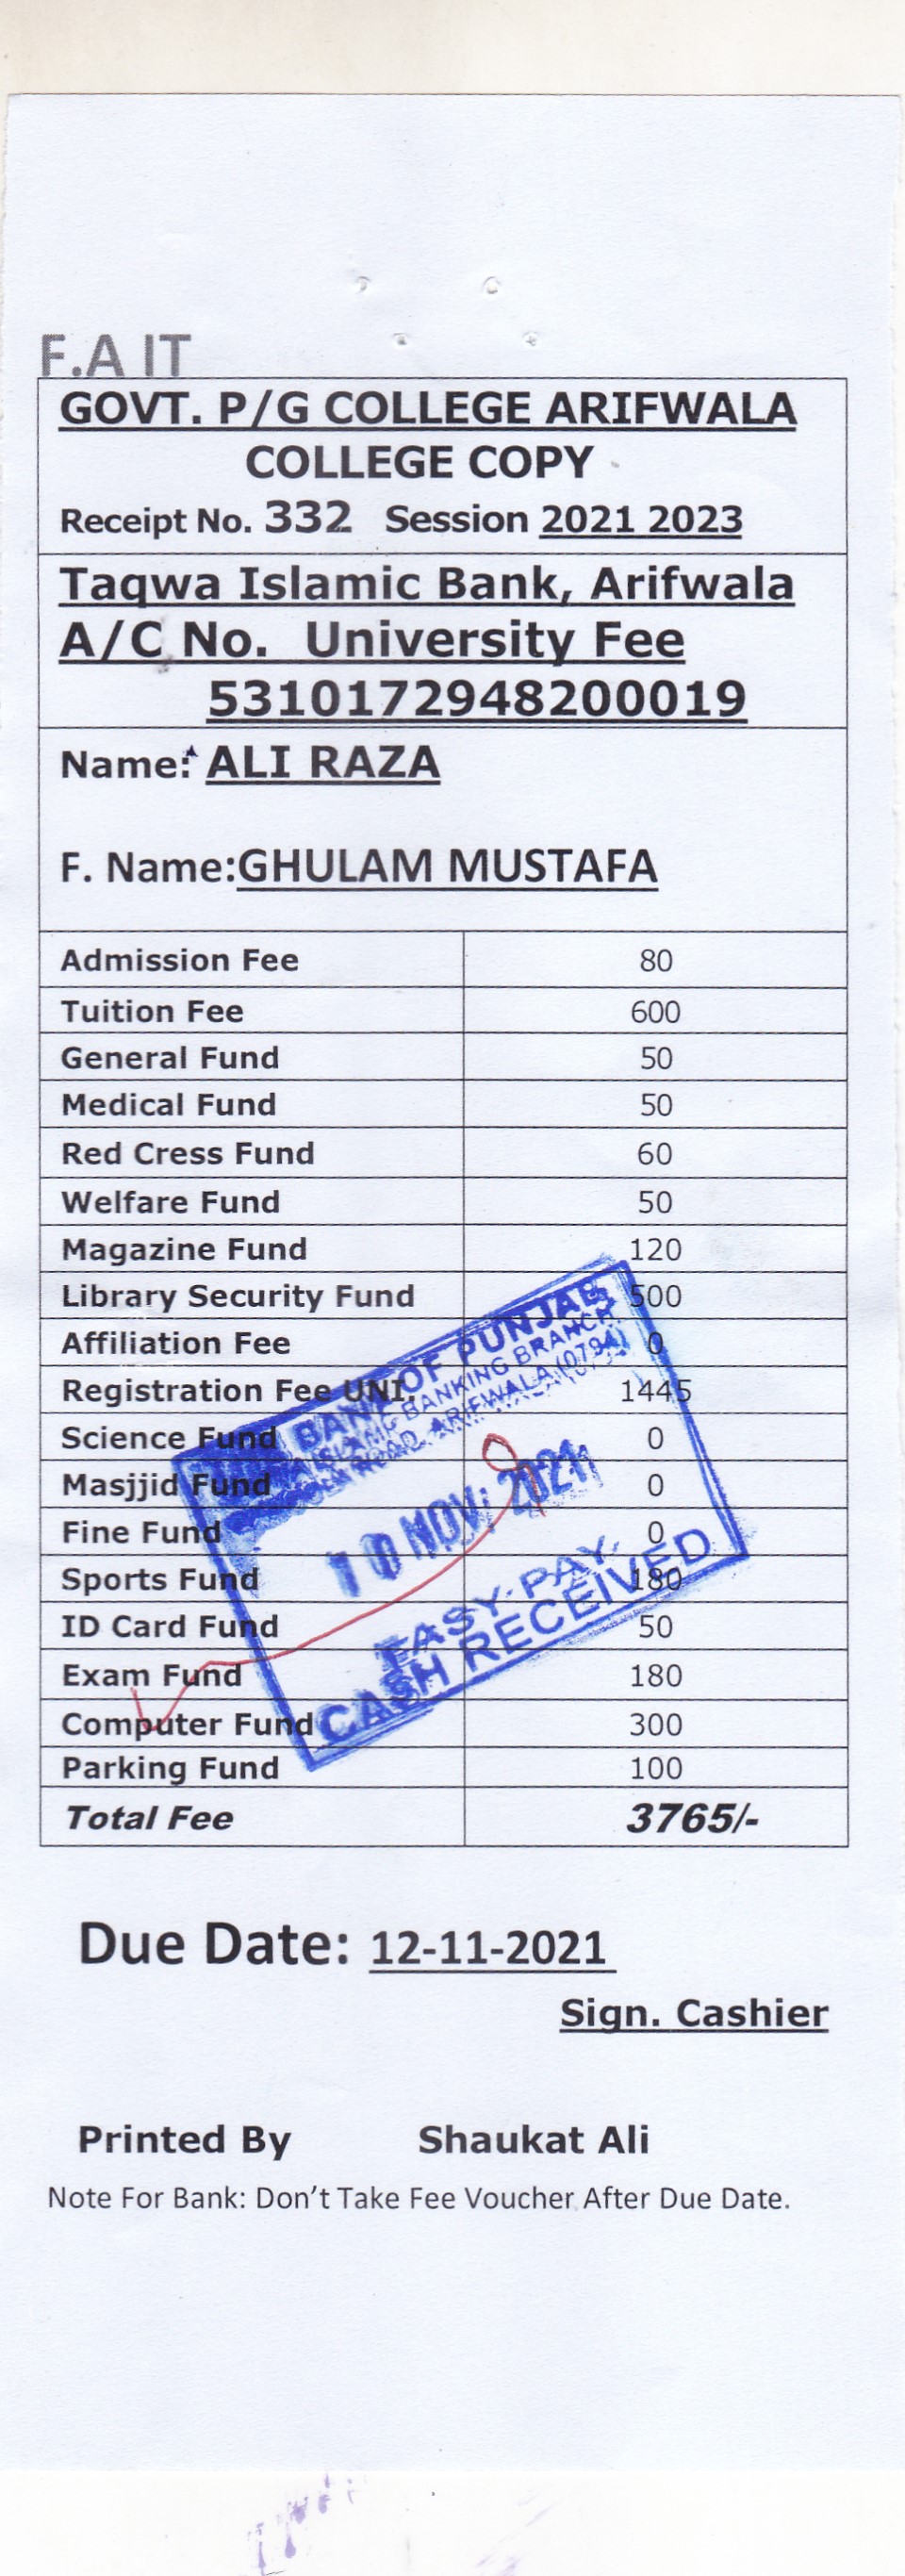 F.A IT
GOVT. P/G COLLEGE ARIFWALA
COLLEGE COPY
Receipt No. 332 Session 2021 2023
Taqwa Islamic Bank, Arifwala
A/C No. University Fee
5310172948200019
Name: ALI RAZA
F. Name:GHULAM MUSTAFA
Admission Fee 80
Tuition Fee 600
General Fund 50
Medical Fund 50
Red Cress Fund 60
Welfare Fund 50
Magazine Fund 120
Library Security Fund 500
Affiliation Fee 0
Registration Fee UNI. 1445
Science Fund 0
Masjjid Fund 0
Fine Fund 0
Sports Fund 180
ID Card Fund 50
Exam Fund 180
Computer Fund 300
Parking Fund 100
Total Fee 3765/-
BANK OF PUNJAB
BANKING BRANCH
ROAD, ARIFWALA (0794)
10 NOV. 2021
EASY-PAY.
CASH RECEIVED
Due Date: 12-11-2021
Sign. Cashier
Printed By Shaukat Ali
Note For Bank: Don't Take Fee Voucher After Due Date.